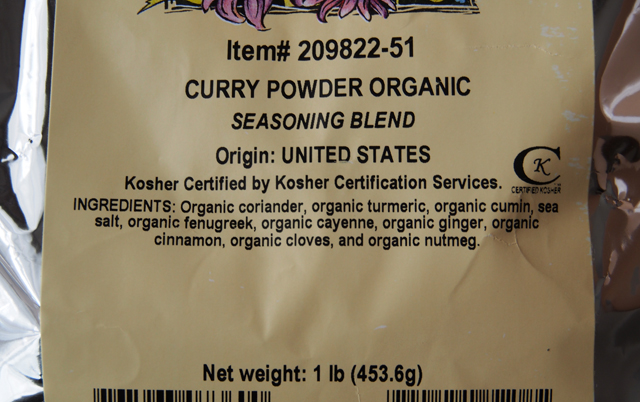 Item# 209822-51
CURRY POWDER ORGANIC
SEASONING BLEND
Origin: UNITED STATES
Kosher Certified by Kosher Certification Services.
CK
CERTIFIED KOSHER
INGREDIENTS: Organic coriander, organic turmeric, organic cumin, sea
salt, organic fenugreek, organic cayenne, organic ginger, organic
cinnamon, organic cloves, and organic nutmeg.
Net weight: 1 lb (453.6g)